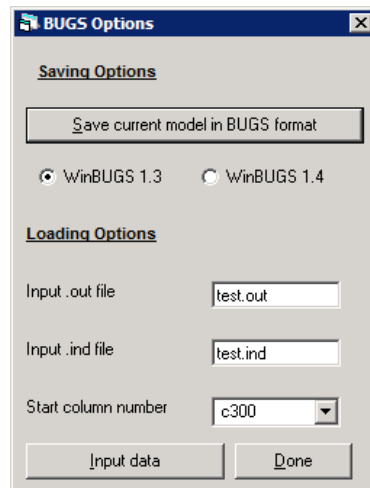 BUGS Options
Saving Options
Save current model in BUGS format
WinBUGS 1.3 WinBUGS 1.4
Loading Options
Input .out file test.out
Input .ind file test.ind
Start column number c300
Input data Done